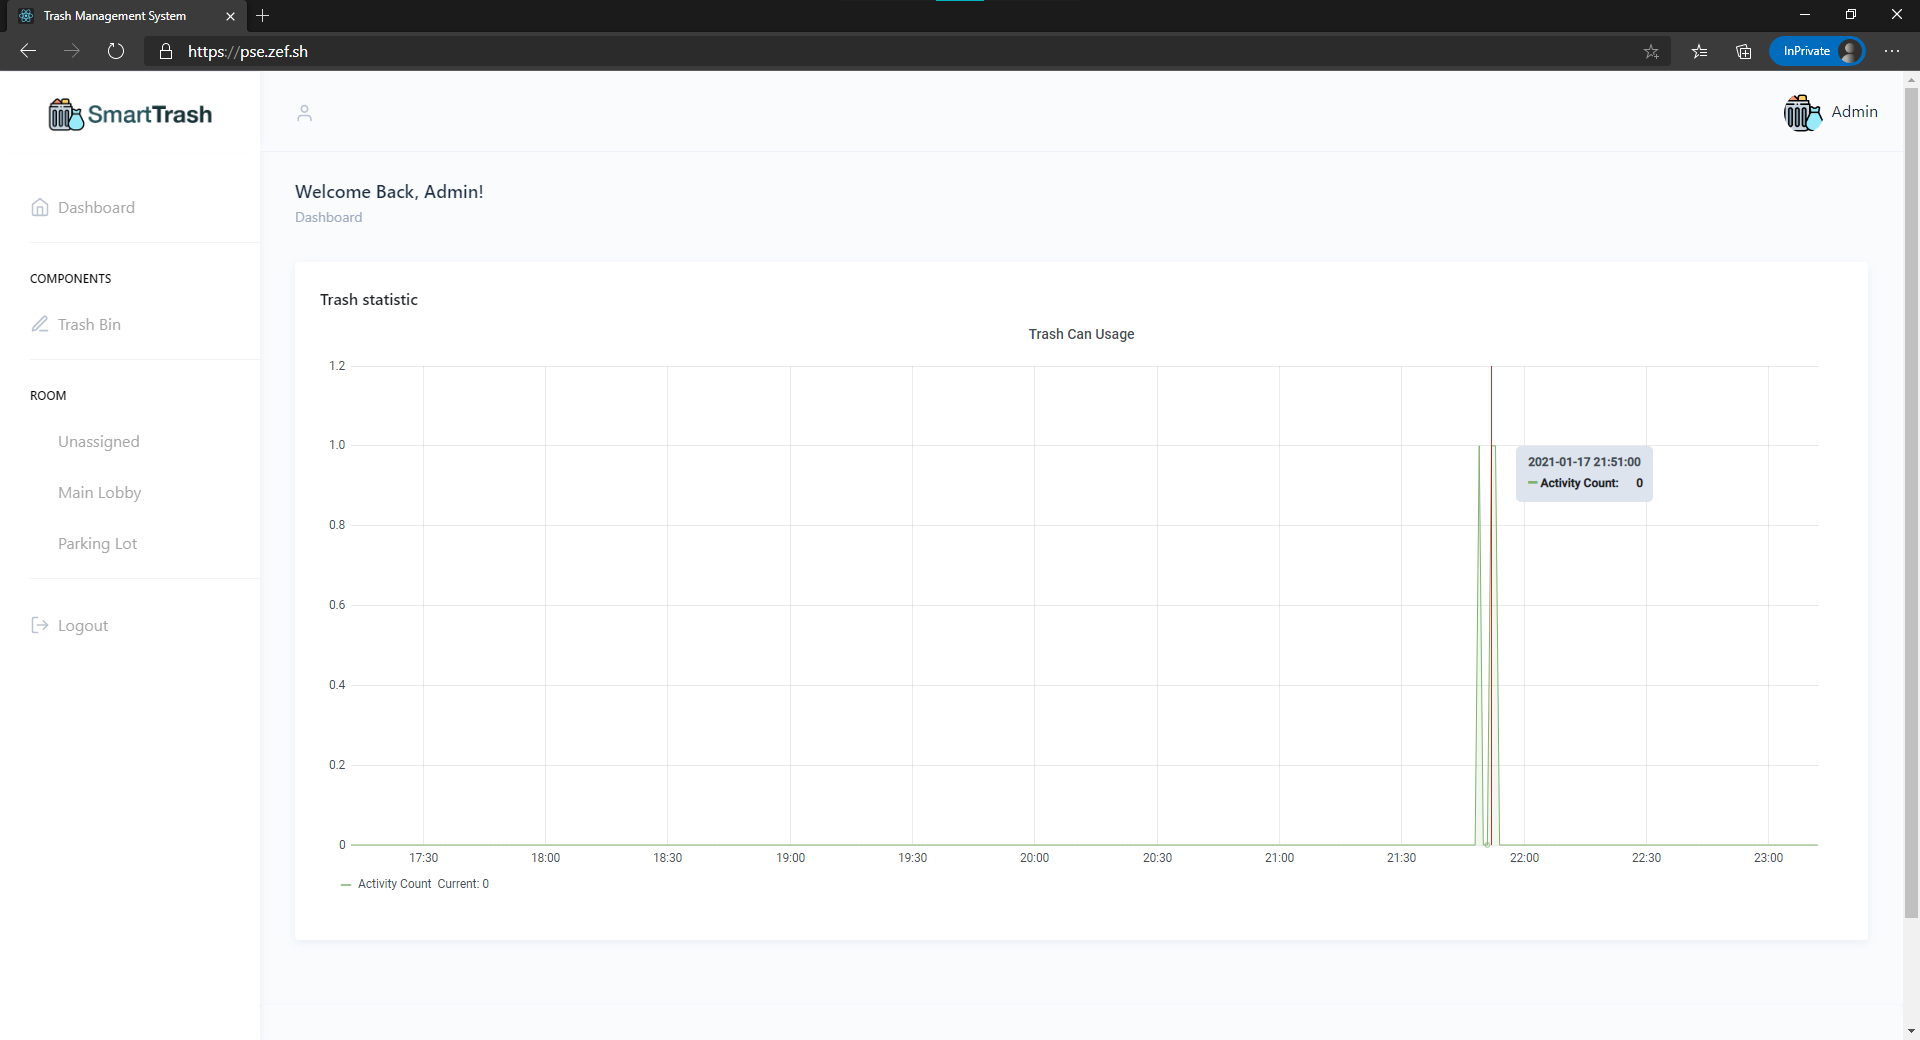 Trash Management System
https://pse.zef.sh
InPrivate
SmartTrash
Admin
Dashboard
COMPONENTS
Trash Bin
ROOM
Unassigned
Main Lobby
Parking Lot
Logout
Welcome Back, Admin!
Dashboard
Trash statistic
Trash Can Usage
1.2
1.0
0.8
0.6
0.4
0.2
0
2021-01-17 21:51:00
Activity Count: 0
17:30 18:00 18:30 19:00 19:30 20:00 20:30 21:00 21:30 22:00 22:30 23:00
Activity Count Current: 0